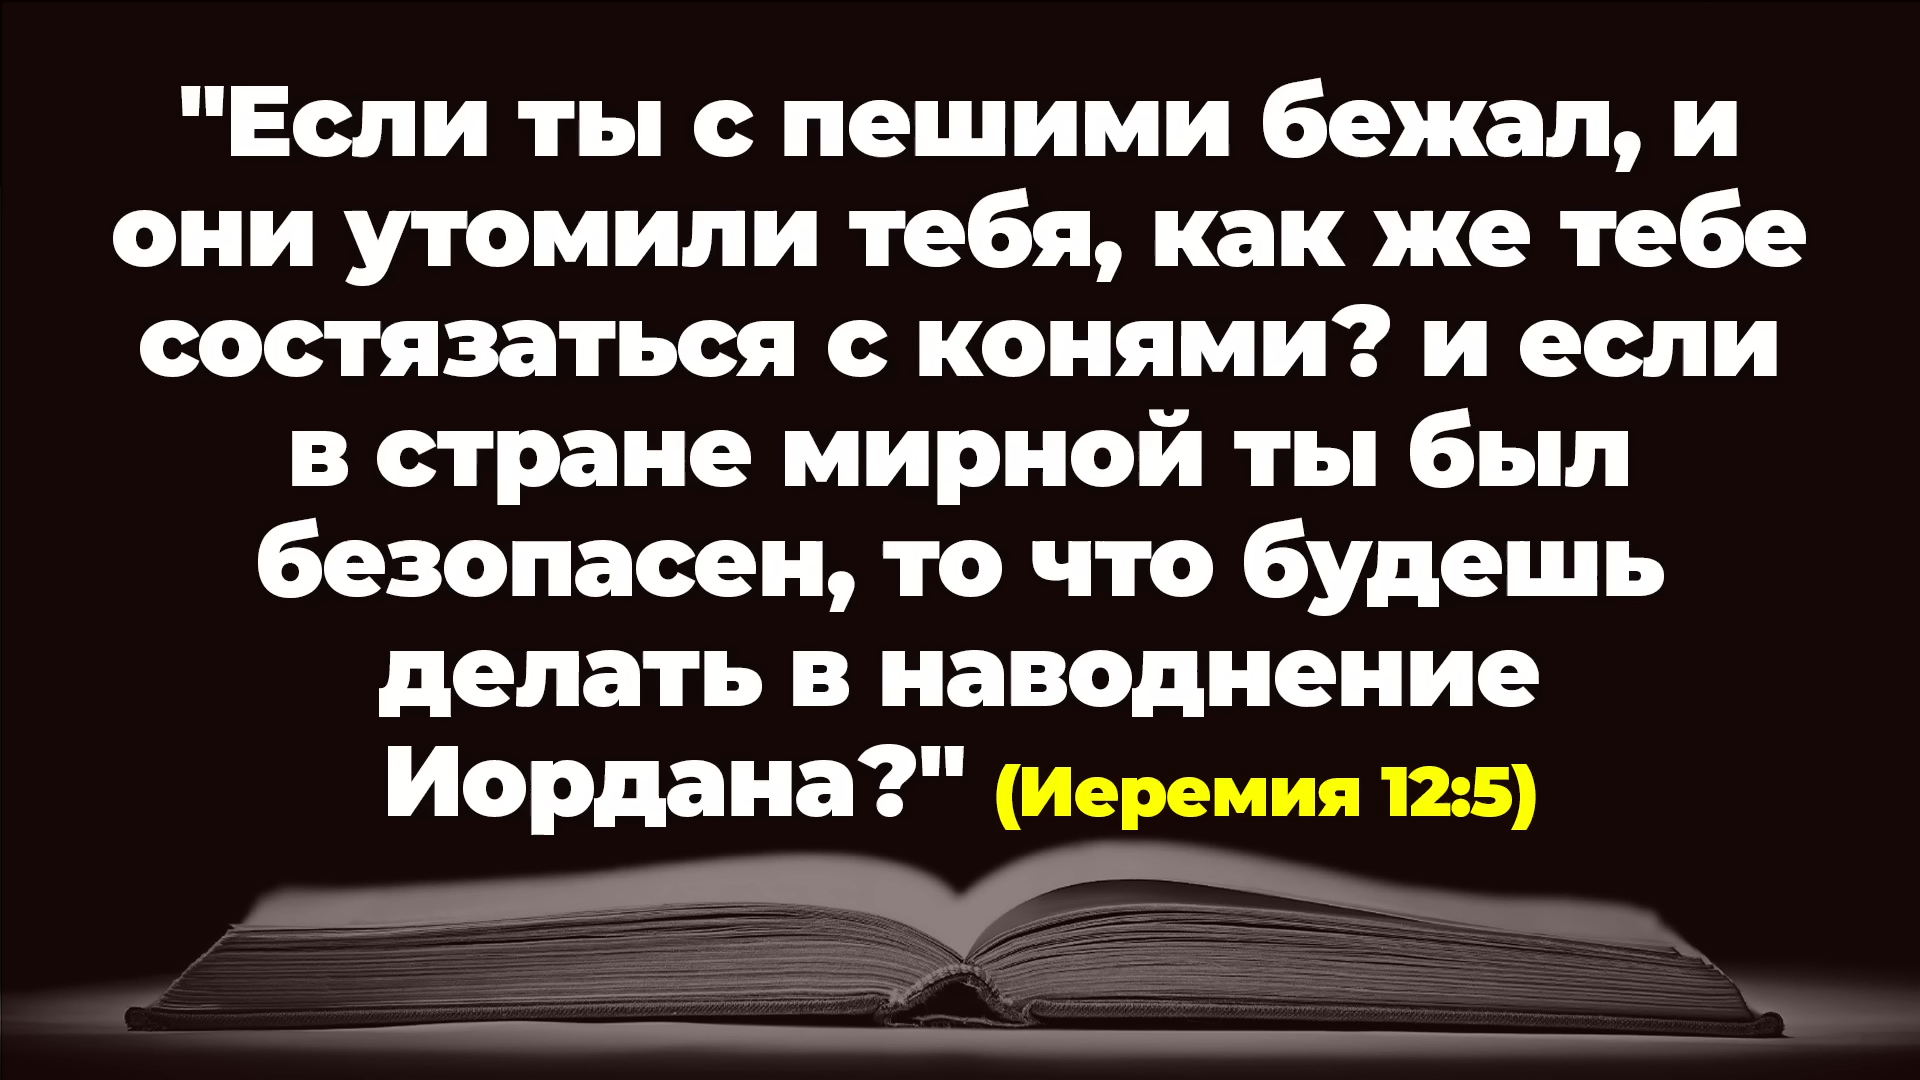 "Если ты с пешими бежал, и
они утомили тебя, как же тебе
состязаться с конями? и если
в стране мирной ты был
безопасен, то что будешь
делать в наводнение
Иордана?" (Иеремия 12:5)